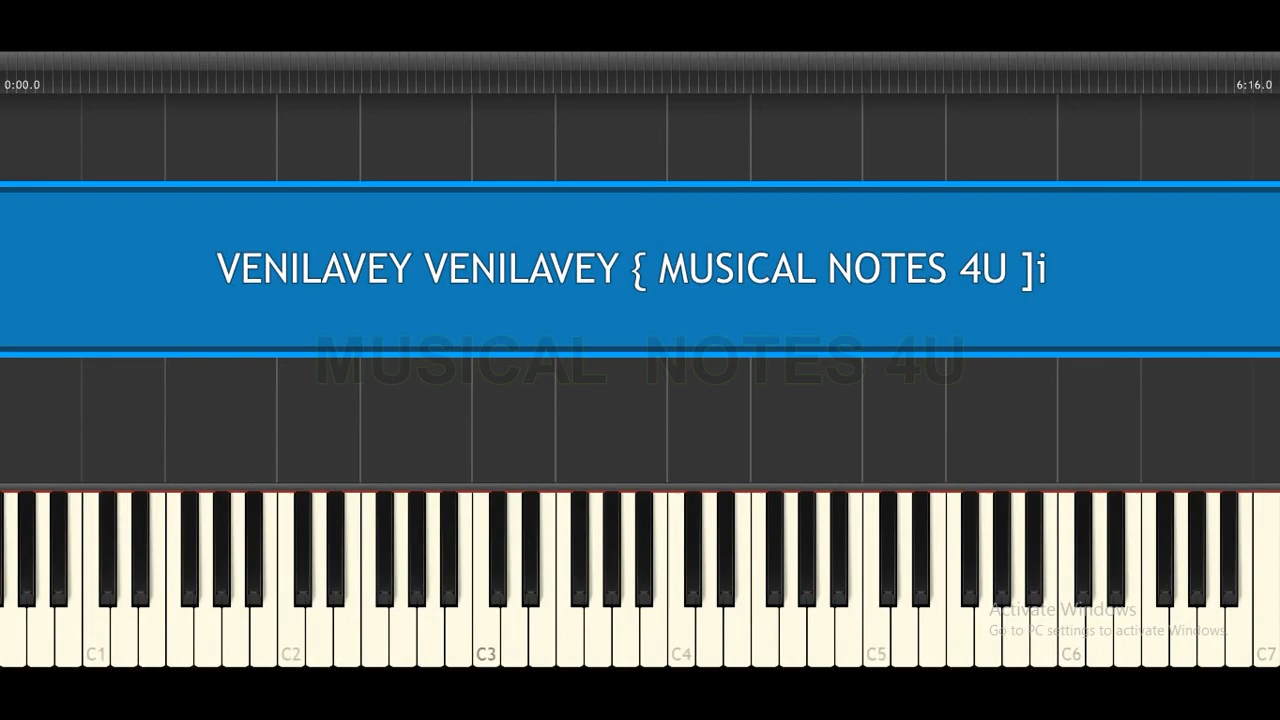 0:00.0 6:16.0
VENILAVEY VENILAVEY { MUSICAL NOTES 4U ]i
MUSICAL NOTES 4U
Activate Windows
Go to PC settings to activate Windows.
C1 C2 C3 C4 C5 C6 C7